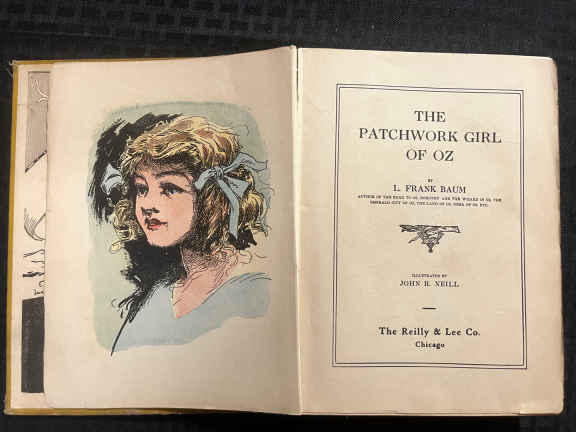 THE
PATCHWORK GIRL
OF OZ
BY
L. FRANK BAUM
AUTHOR OF THE ROAD TO OZ, DOROTHY AND THE WIZARD IN OZ, THE
EMERALD CITY OF OZ, THE LAND OF OZ, OZMA OF OZ, ETC.
ILLUSTRATED BY
JOHN R. NEILL
The Reilly & Lee Co.
Chicago